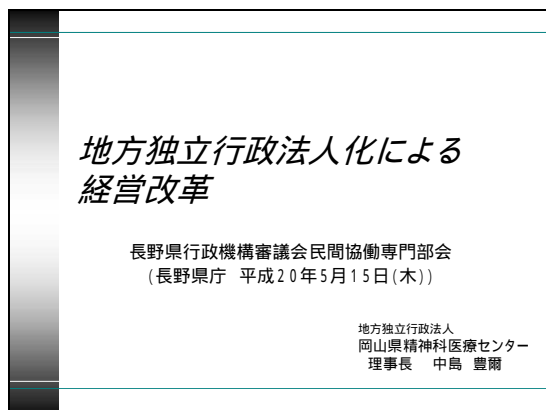 地方独立行政法人化による
経営改革
長野県行政機構審議会民間協働専門部会
(長野県庁 平成20年5月15日(木))
地方独立行政法人
岡山県精神科医療センター
理事長 中島 豊爾